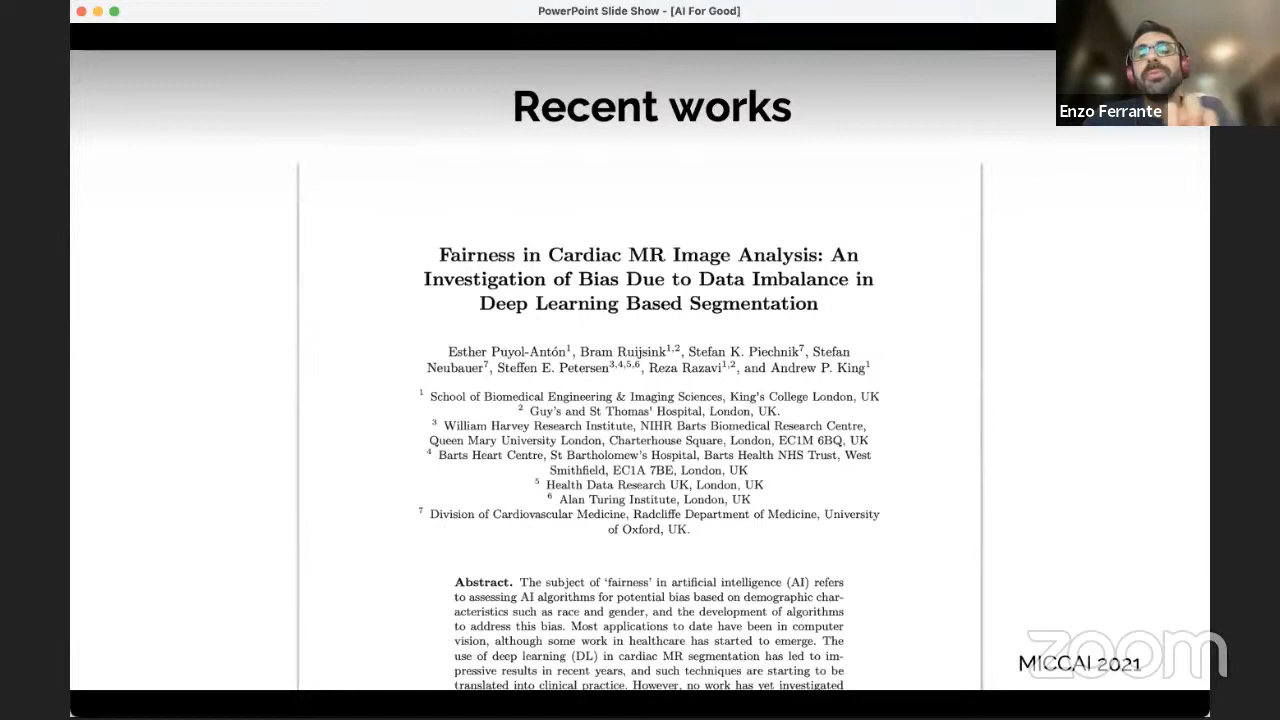 PowerPoint Slide Show - [AI For Good]
Enzo Ferrante
Recent works
Fairness in Cardiac MR Image Analysis: An
Investigation of Bias Due to Data Imbalance in
Deep Learning Based Segmentation
Esther Puyol-Antón1, Bram Ruijsink1,2, Stefan K. Piechnik7, Stefan
Neubauer7, Steffen E. Petersen3,4,5,6, Reza Razavi1,2, and Andrew P. King1
1 School of Biomedical Engineering & Imaging Sciences, King's College London, UK
2 Guy's and St Thomas' Hospital, London, UK.
3 William Harvey Research Institute, NIHR Barts Biomedical Research Centre,
Queen Mary University London, Charterhouse Square, London, EC1M 6BQ, UK
4 Barts Heart Centre, St Bartholomew's Hospital, Barts Health NHS Trust, West
Smithfield, EC1A 7BE, London, UK
5 Health Data Research UK, London, UK
6 Alan Turing Institute, London, UK
7 Division of Cardiovascular Medicine, Radcliffe Department of Medicine, University
of Oxford, UK.
Abstract. The subject of 'fairness' in artificial intelligence (AI) refers
to assessing AI algorithms for potential bias based on demographic char-
acteristics such as race and gender, and the development of algorithms
to address this bias. Most applications to date have been in computer
vision, although some work in healthcare has started to emerge. The
use of deep learning (DL) in cardiac MR segmentation has led to im-
pressive results in recent years, and such techniques are starting to be
translated into clinical practice. However, no work has yet investigated
MICCAI 2021
zoom